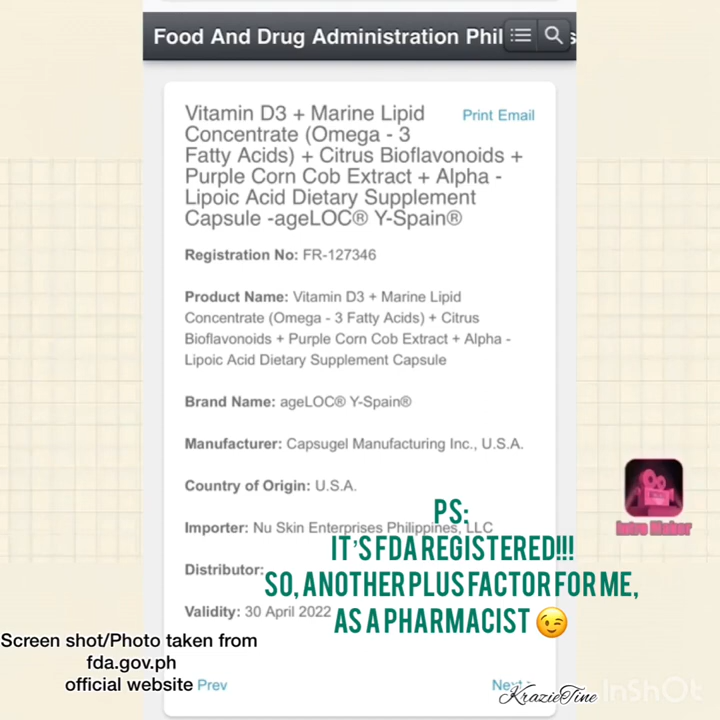 Food And Drug Administration Phil
s
Vitamin D3 + Marine Lipid
Concentrate (Omega - 3
Fatty Acids) + Citrus Bioflavonoids +
Purple Corn Cob Extract + Alpha -
Lipoic Acid Dietary Supplement
Capsule -ageLOC® Y-Spain®
Print Email
Registration No: FR-127346
Product Name: Vitamin D3 + Marine Lipid
Concentrate (Omega - 3 Fatty Acids) + Citrus
Bioflavonoids + Purple Corn Cob Extract + Alpha -
Lipoic Acid Dietary Supplement Capsule
Brand Name: ageLOC® Y-Spain®
Manufacturer: Capsugel Manufacturing Inc., U.S.A.
Country of Origin: U.S.A.
Importer: Nu Skin Enterprises Philippines, LLC
Distributor:
Validity: 30 April 2022
PS:
IT'S FDA REGISTERED!!!
SO, ANOTHER PLUS FACTOR FOR ME,
AS A PHARMACIST 😉
Intro Maker
Screen shot/Photo taken from
fda.gov.ph
official website
Prev
Next
KrazieTine
InShOt